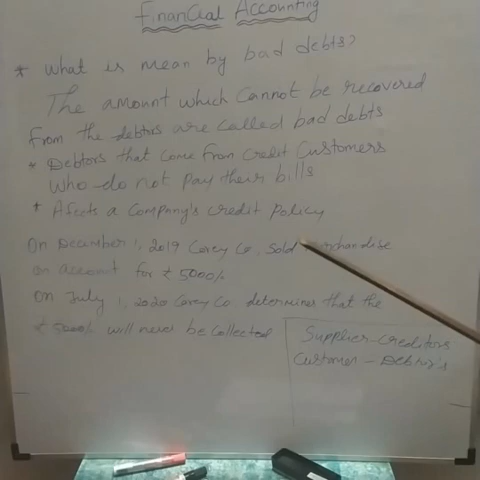 Financial Accounting
* What is mean by bad debts?
The amount which cannot be recovered
from the debtors are called bad debts
* Debtors that come from credit customers
who do not pay their bills
* Afects a Company's credit policy
On December 1, 2019 Corey Co. Sold
on account for ₹ 5000/-
On July 1, 2020 Corey Co. determines that the
₹ 5000/- will never be collected
Supplier-creditors
Customer - Debtor's